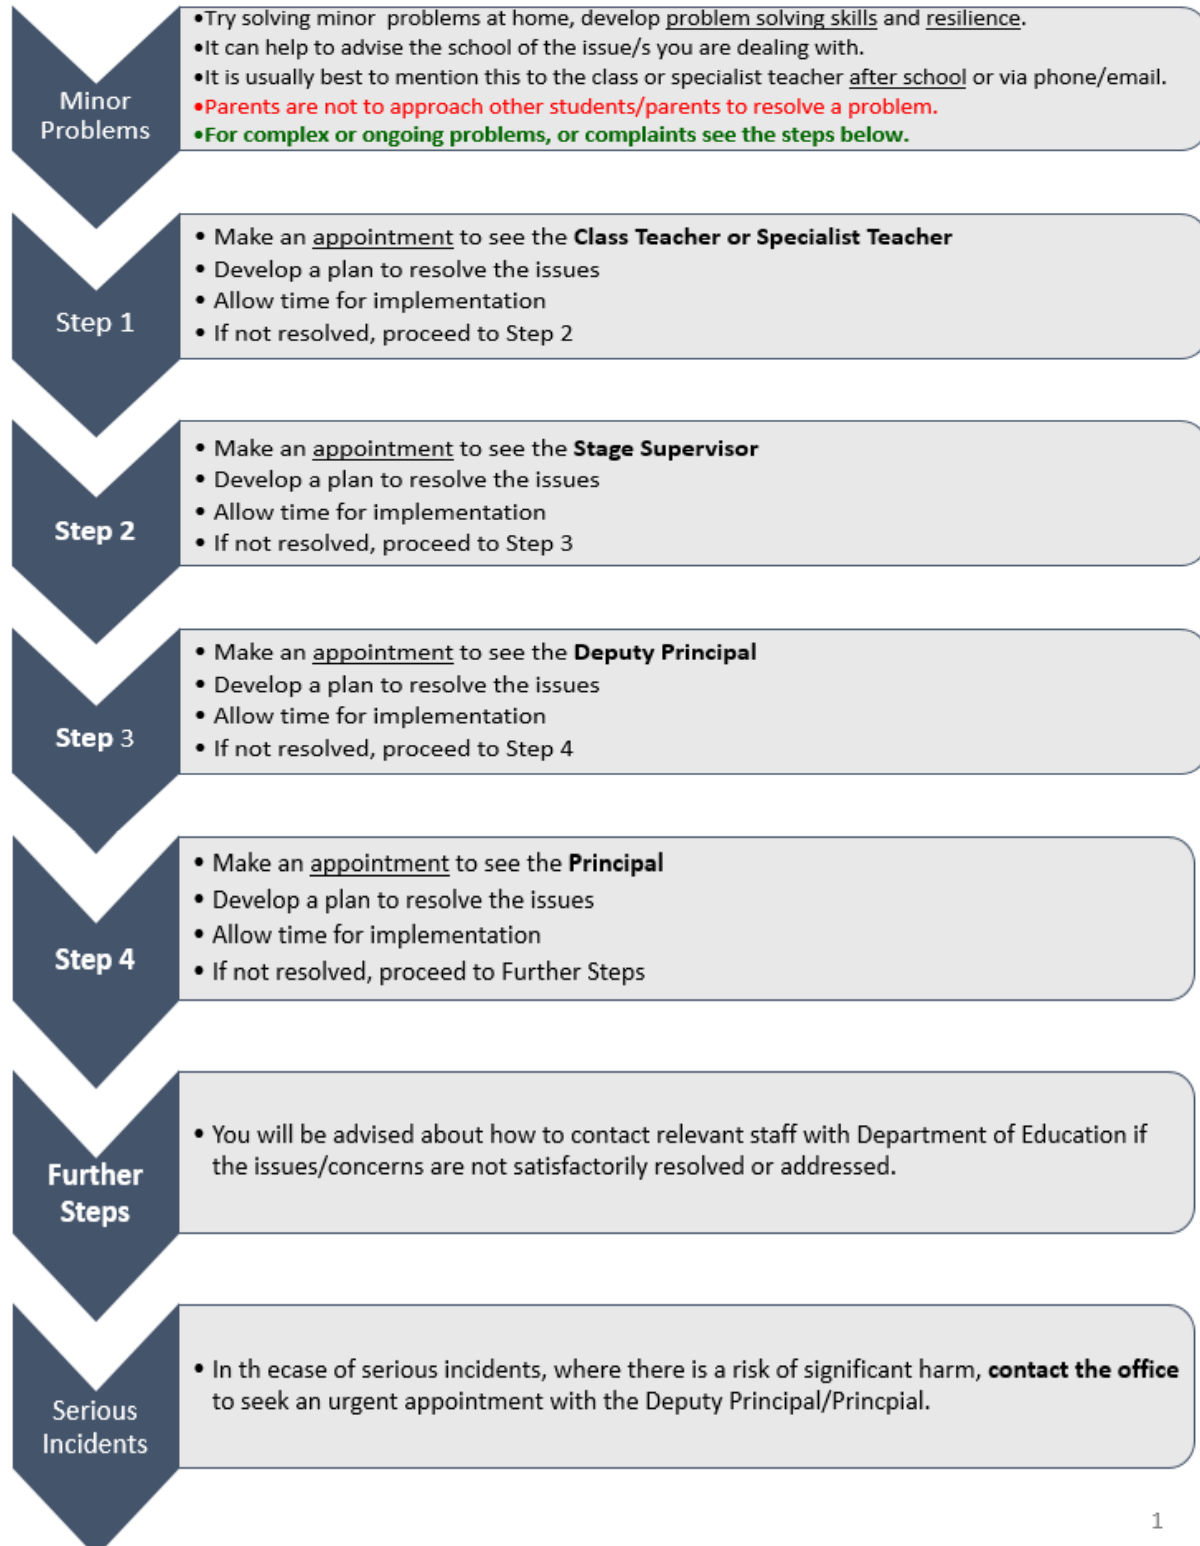 Minor
Problems
•Try solving minor  problems at home, develop problem solving skills and resilience.
•It can help to advise the school of the issue/s you are dealing with.
•It is usually best to mention this to the class or specialist teacher after school or via phone/email.
•Parents are not to approach other students/parents to resolve a problem.
•For complex or ongoing problems, or complaints see the steps below.
Step 1
• Make an appointment to see the Class Teacher or Specialist Teacher
• Develop a plan to resolve the issues
• Allow time for implementation
• If not resolved, proceed to Step 2
Step 2
• Make an appointment to see the Stage Supervisor
• Develop a plan to resolve the issues
• Allow time for implementation
• If not resolved, proceed to Step 3
Step 3
• Make an appointment to see the Deputy Principal
• Develop a plan to resolve the issues
• Allow time for implementation
• If not resolved, proceed to Step 4
Step 4
• Make an appointment to see the Principal
• Develop a plan to resolve the issues
• Allow time for implementation
• If not resolved, proceed to Further Steps
Further
Steps
• You will be advised about how to contact relevant staff with Department of Education if
the issues/concerns are not satisfactorily resolved or addressed.
Serious
Incidents
• In th ecase of serious incidents, where there is a risk of significant harm, contact the office
to seek an urgent appointment with the Deputy Principal/Princpial.
1